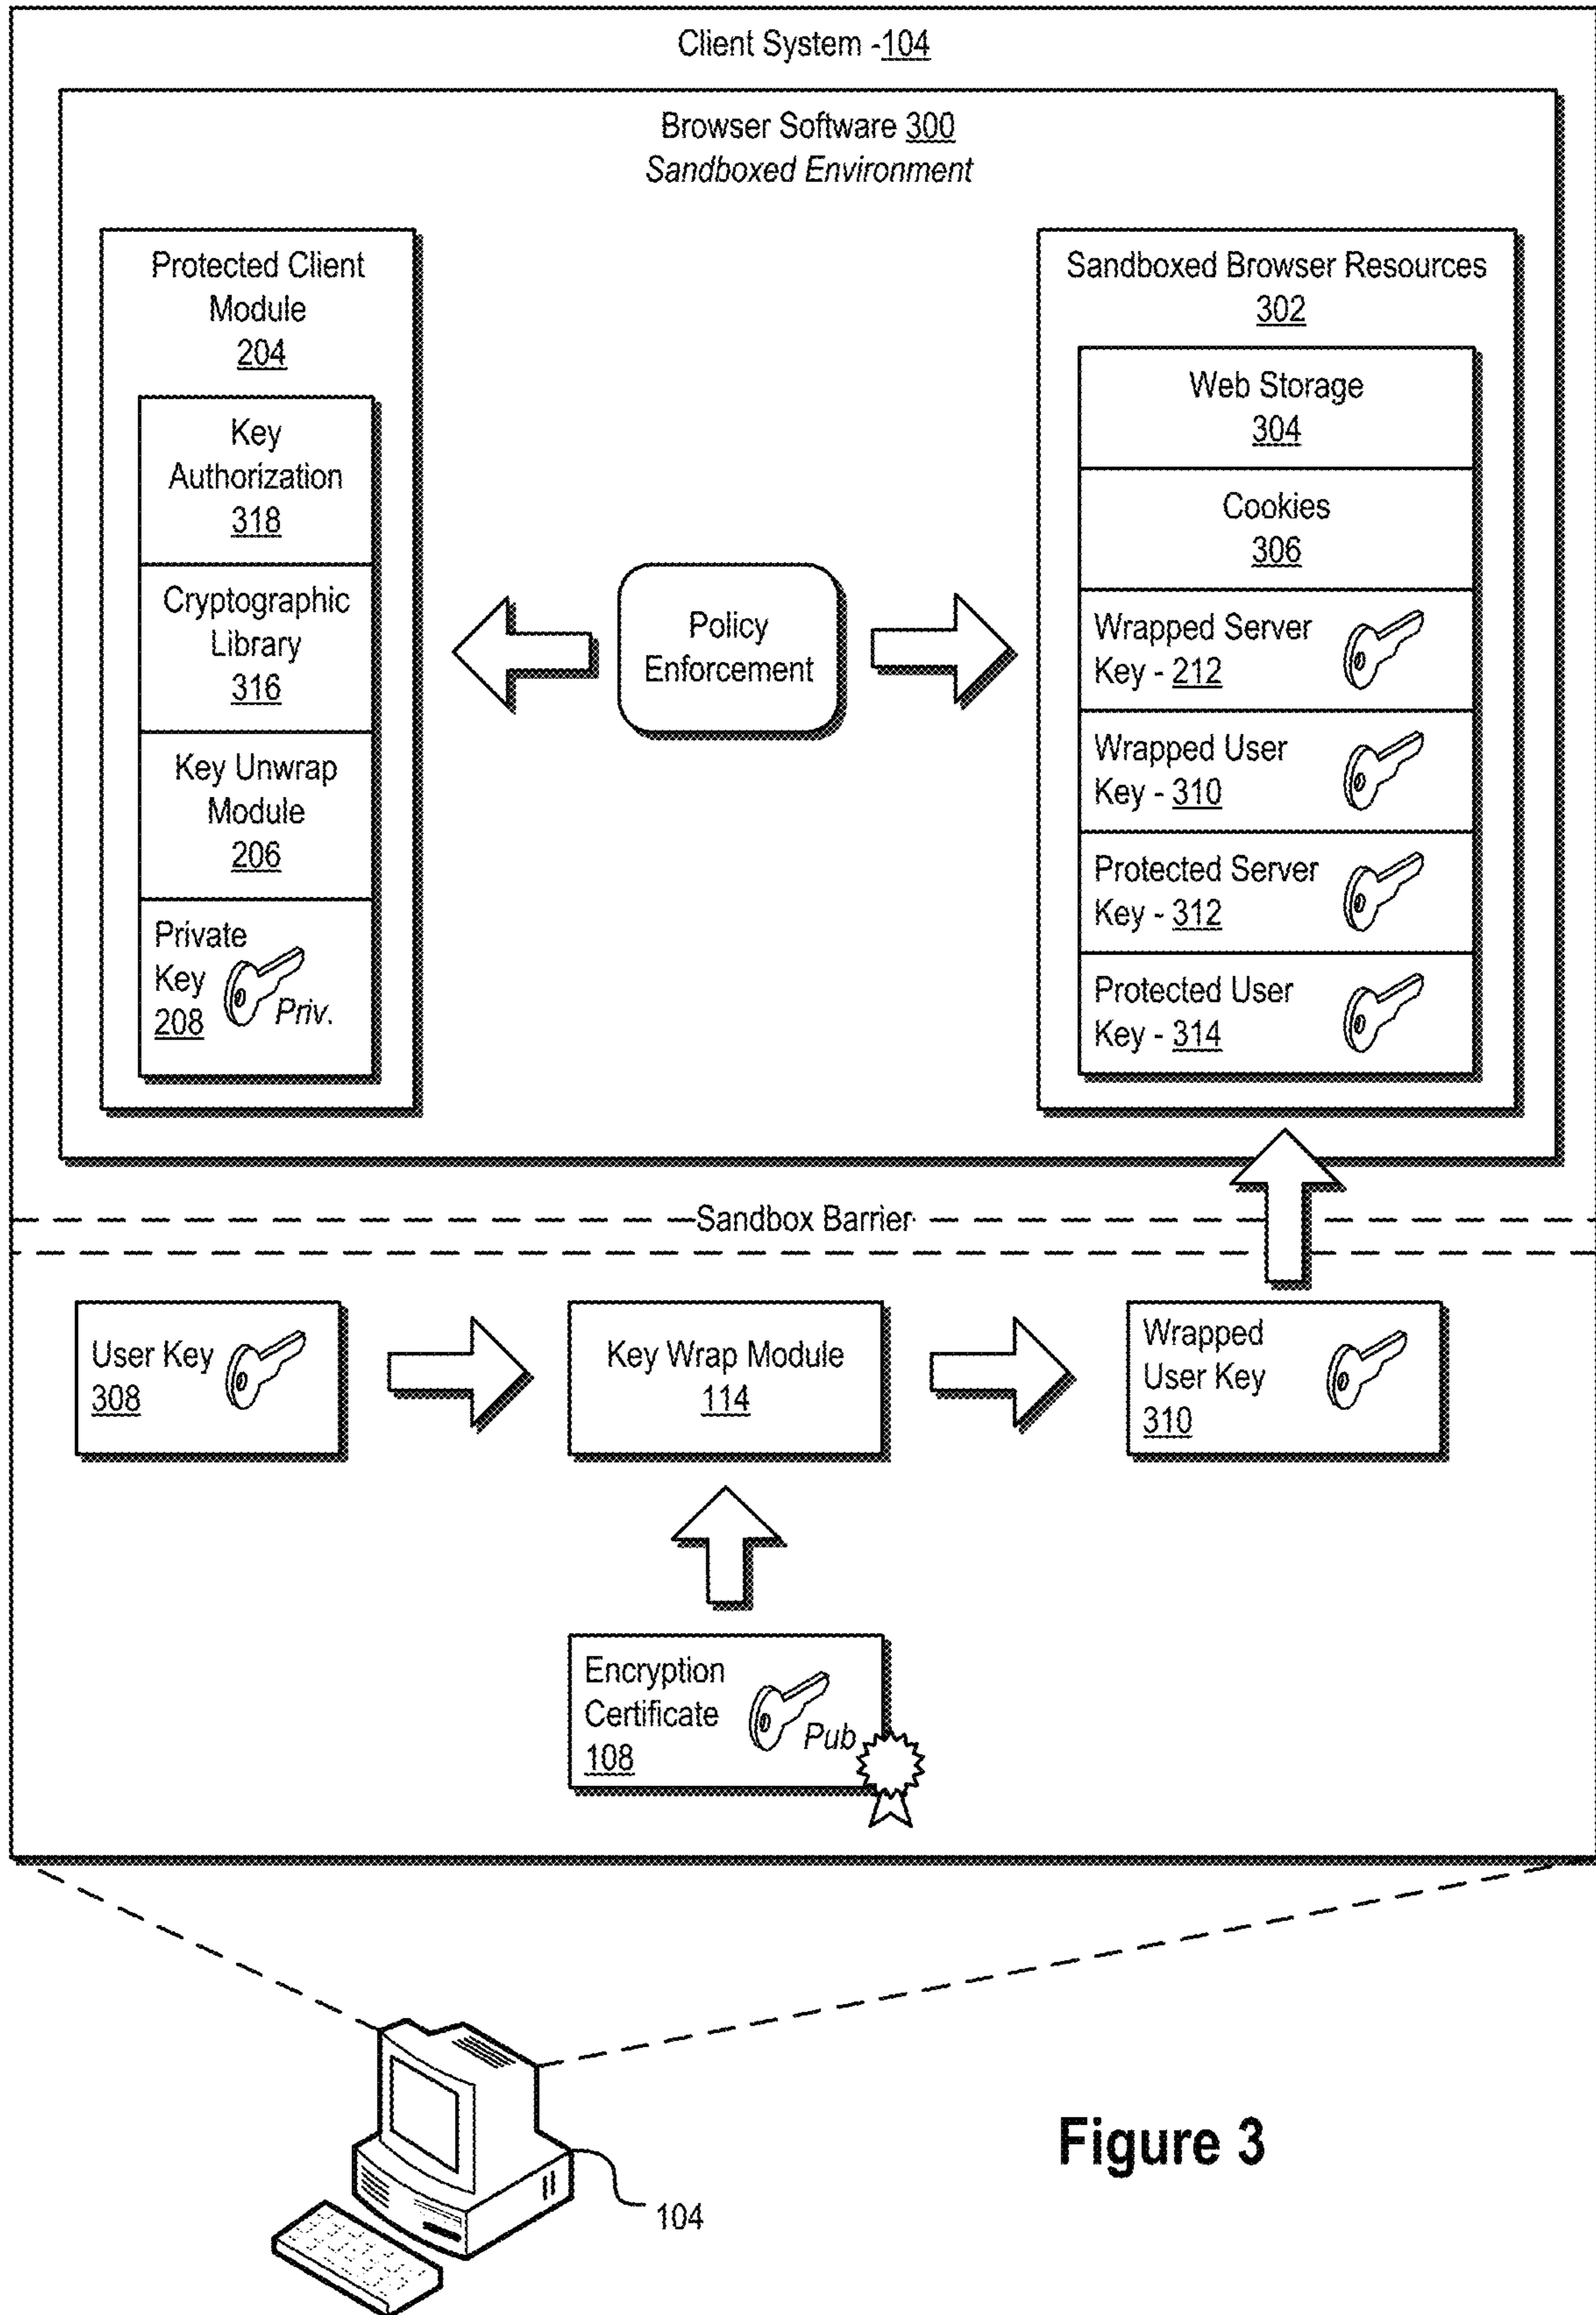 Client System -104
Browser Software 300
Sandboxed Environment
Protected Client
Module
204
Key
Authorization
318
Cryptographic
Library
316
Key Unwrap
Module
206
Private
Key
208
Priv.
Policy
Enforcement
Sandboxed Browser Resources
302
Web Storage
304
Cookies
306
Wrapped Server
Key - 212
Wrapped User
Key - 310
Protected Server
Key - 312
Protected User
Key - 314
Sandbox Barrier
User Key
308
Key Wrap Module
114
Wrapped
User Key
310
Encryption
Certificate
108
Pub
104
Figure 3